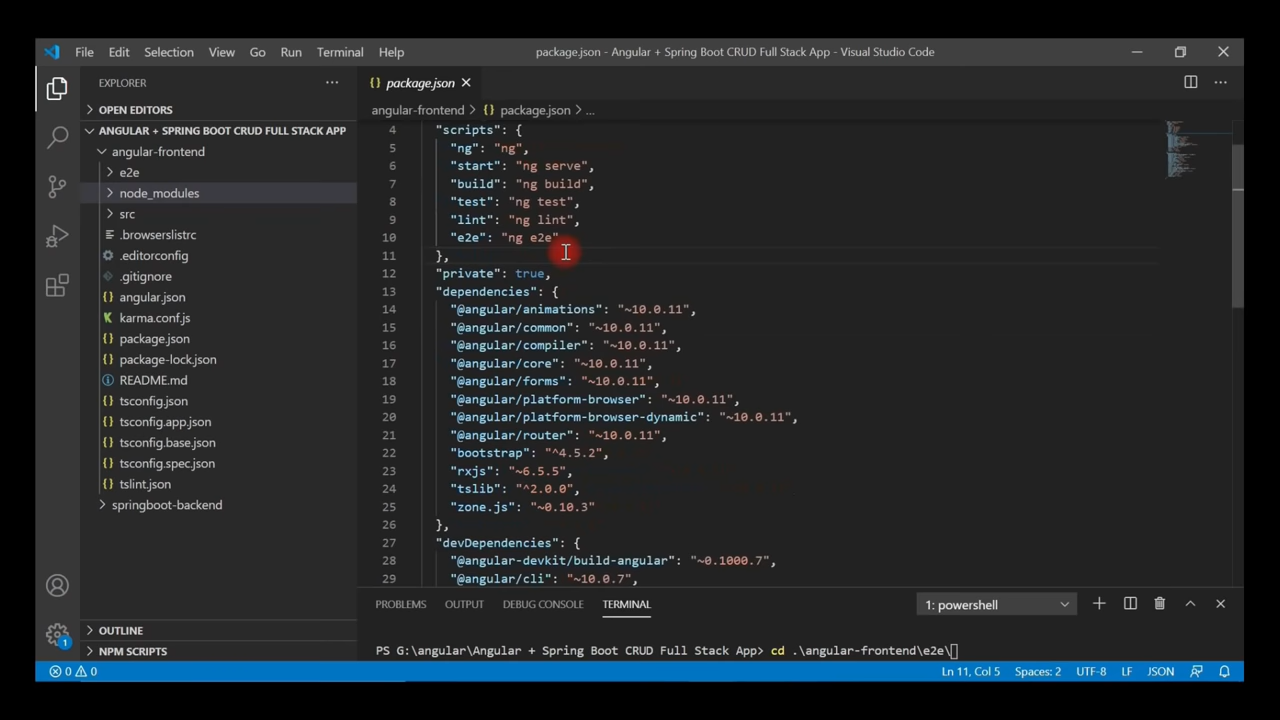 File Edit Selection View Go Run Terminal Help package.json - Angular + Spring Boot CRUD Full Stack App - Visual Studio Code
EXPLORER
OPEN EDITORS
ANGULAR + SPRING BOOT CRUD FULL STACK APP
angular-frontend
e2e
node_modules
src
.browserslistrc
.editorconfig
.gitignore
angular.json
karma.conf.js
package.json
package-lock.json
README.md
tsconfig.json
tsconfig.app.json
tsconfig.base.json
tsconfig.spec.json
tslint.json
springboot-backend
OUTLINE
NPM SCRIPTS
1
{} package.json
angular-frontend > {} package.json > ...
4 "scripts": {
5 "ng": "ng",
6 "start": "ng serve",
7 "build": "ng build",
8 "test": "ng test",
9 "lint": "ng lint",
10 "e2e": "ng e2e"
11 },
12 "private": true,
13 "dependencies": {
14 "@angular/animations": "~10.0.11",
15 "@angular/common": "~10.0.11",
16 "@angular/compiler": "~10.0.11",
17 "@angular/core": "~10.0.11",
18 "@angular/forms": "~10.0.11",
19 "@angular/platform-browser": "~10.0.11",
20 "@angular/platform-browser-dynamic": "~10.0.11",
21 "@angular/router": "~10.0.11",
22 "bootstrap": "^4.5.2",
23 "rxjs": "~6.5.5",
24 "tslib": "^2.0.0",
25 "zone.js": "~0.10.3"
26 },
27 "devDependencies": {
28 "@angular-devkit/build-angular": "~0.1000.7",
29 "@angular/cli": "~10.0.7",
PROBLEMS OUTPUT DEBUG CONSOLE TERMINAL 1: powershell
PS G:\angular\Angular + Spring Boot CRUD Full Stack App> cd .\angular-frontend\e2e\
0 0 Ln 11, Col 5 Spaces: 2 UTF-8 LF JSON